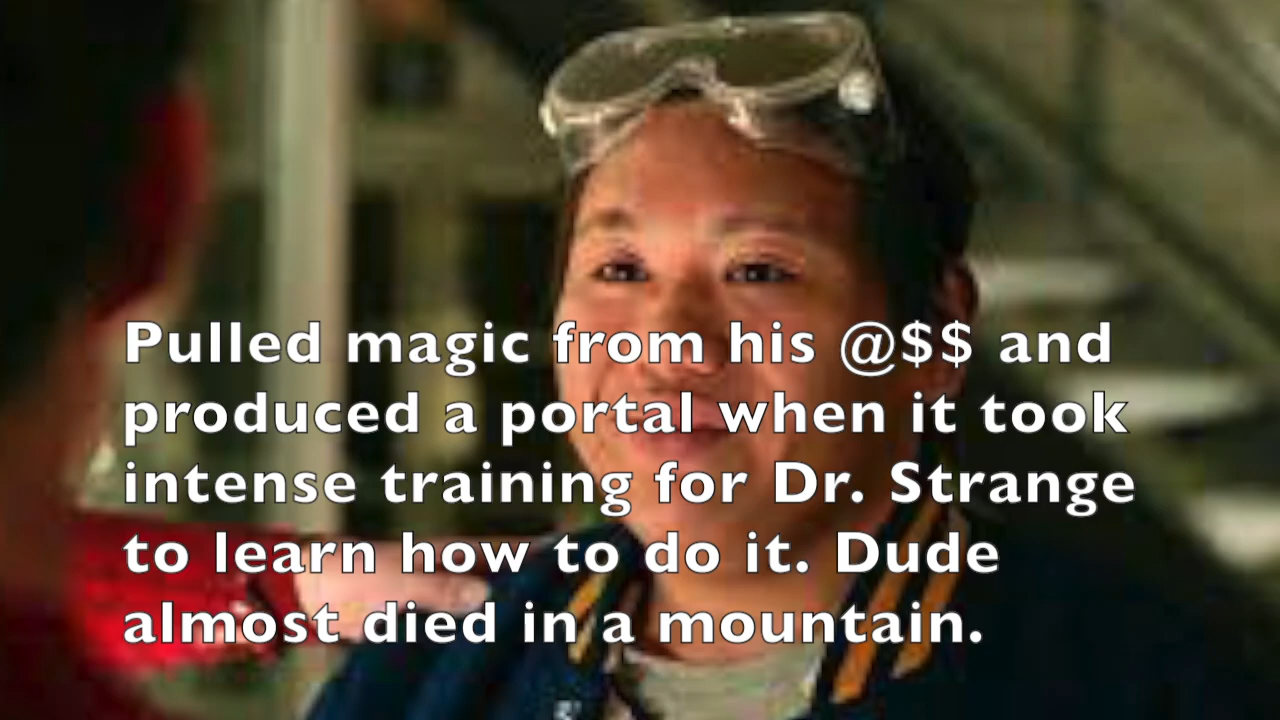 Pulled magic from his @$$ and
produced a portal when it took
intense training for Dr. Strange
to learn how to do it. Dude
almost died in a mountain.